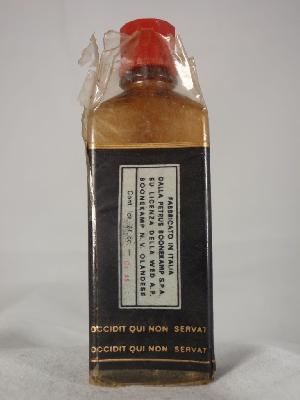 FABBRICATO IN ITALIA
DALLA PETRUS BOONEKAMP S.P.A.
SU LICENZA DELLA WED A.P.
BOONEKAMP N. V. OLANDESE
Cont.
OCCIDIT QUI NON SERVAT
OCCIDIT QUI NON SERVAT